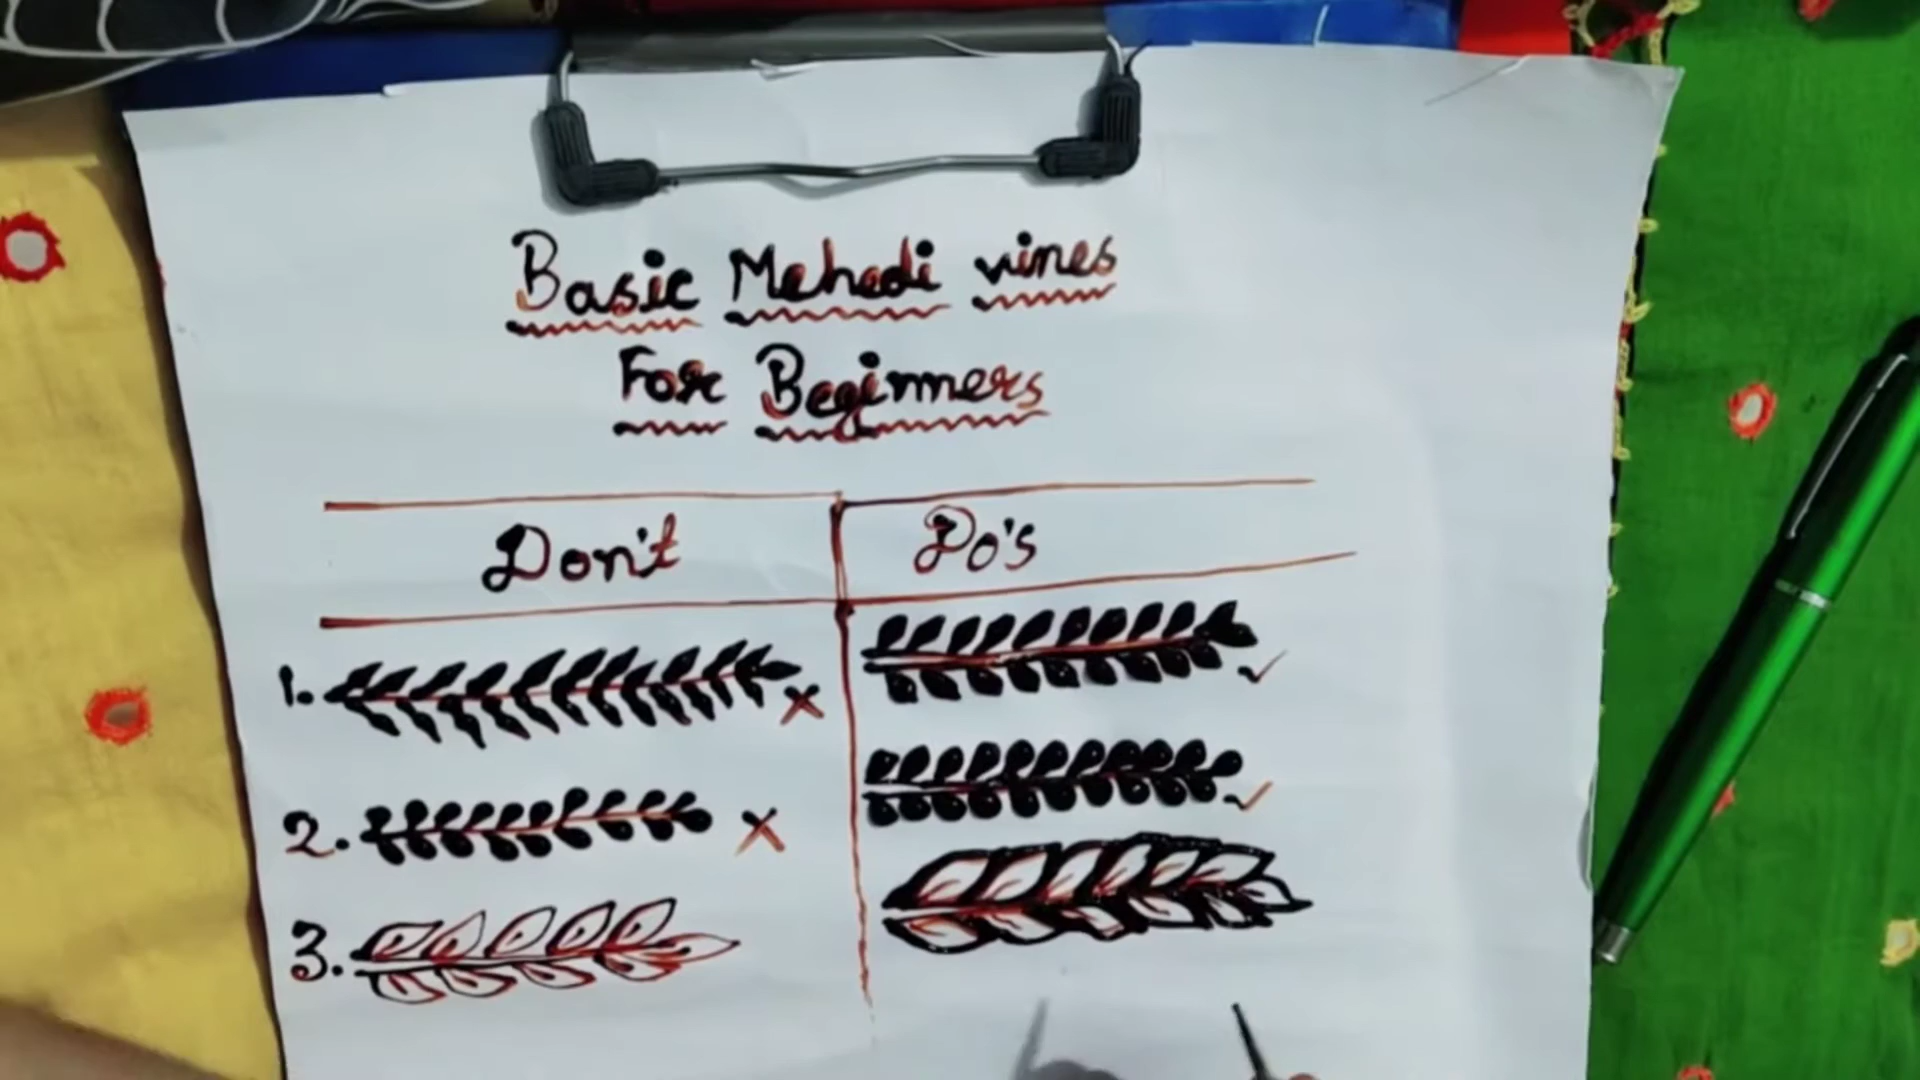 Basic Mehedi vines
For Beginners
Don't Do's
1.
2.
3.